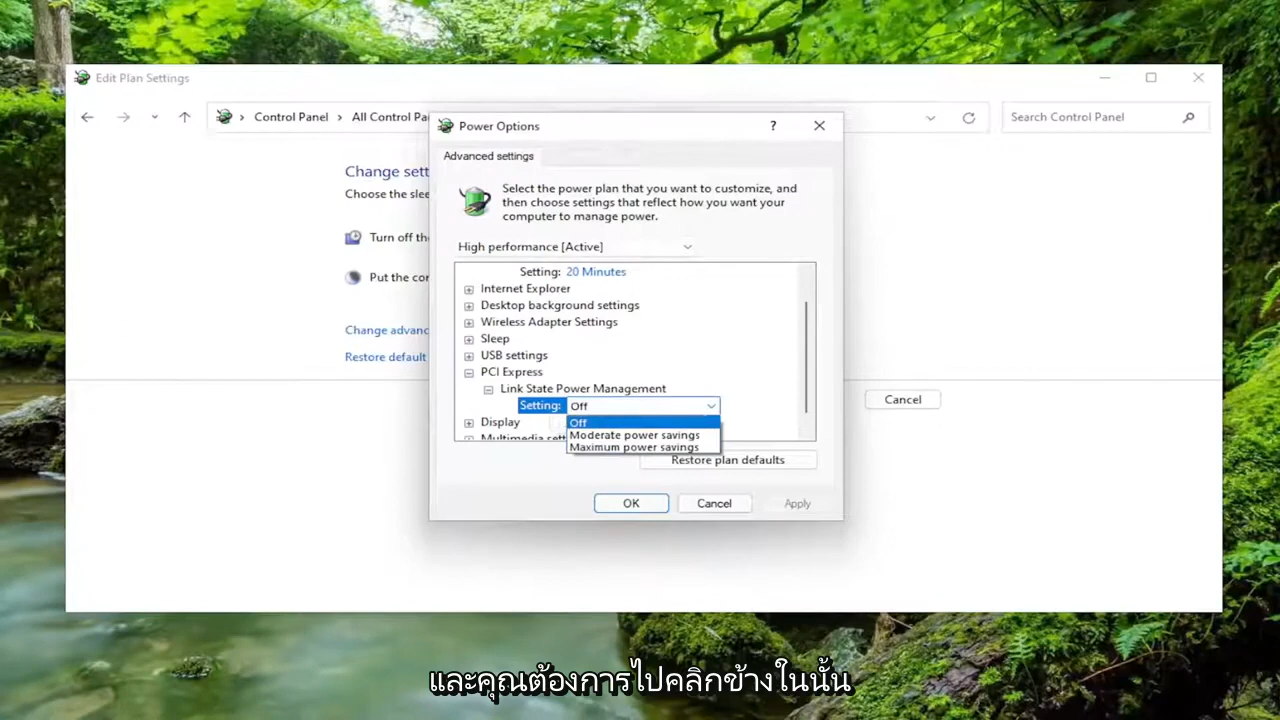 Edit Plan Settings
Control Panel
All Control Pa
Search Control Panel
Change sett
Choose the slee
Turn off the
Put the cor
Change advanc
Restore default
Cancel
Power Options
?
Advanced settings
Select the power plan that you want to customize, and
then choose settings that reflect how you want your
computer to manage power.
High performance [Active]
Setting: 20 Minutes
Internet Explorer
Desktop background settings
Wireless Adapter Settings
Sleep
USB settings
PCI Express
Link State Power Management
Setting: Off
Off
Moderate power savings
Maximum power savings
Display
Multimedia sett
Restore plan defaults
OK
Cancel
Apply
และคุณต้องการไปคลิกข้างในนั้น